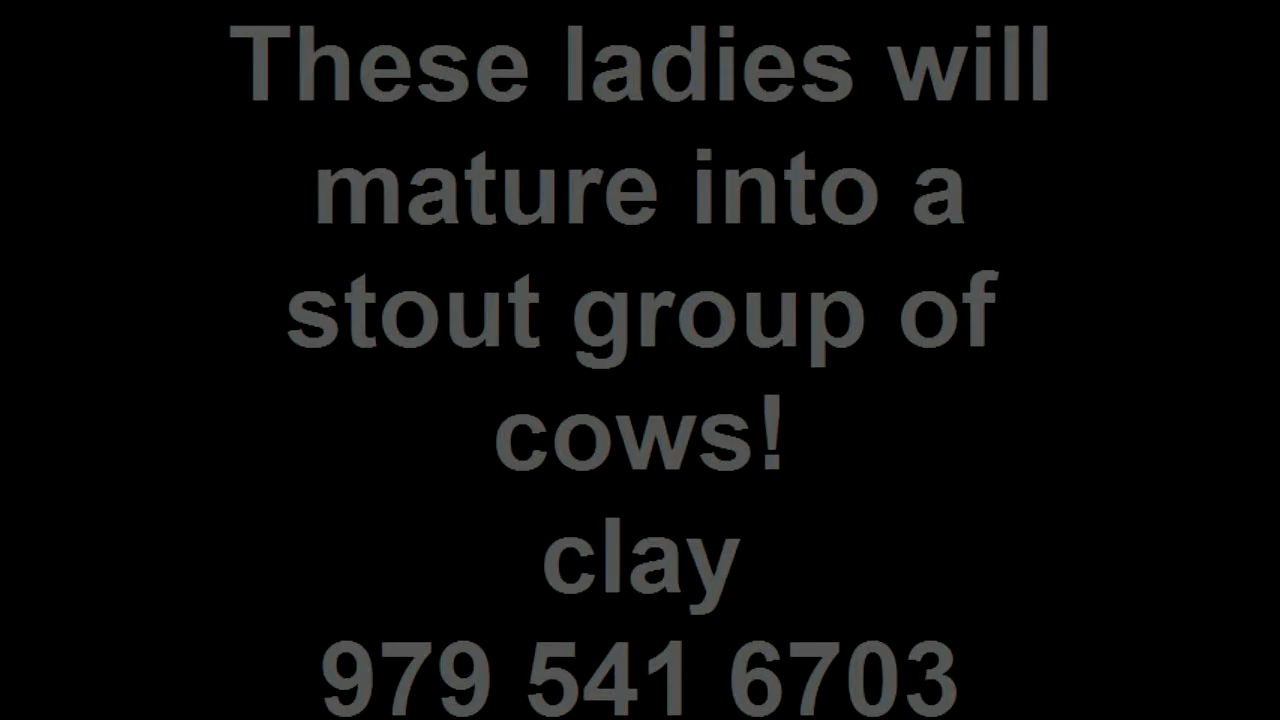 These ladies will
mature into a
stout group of
cows!
clay
979 541 6703